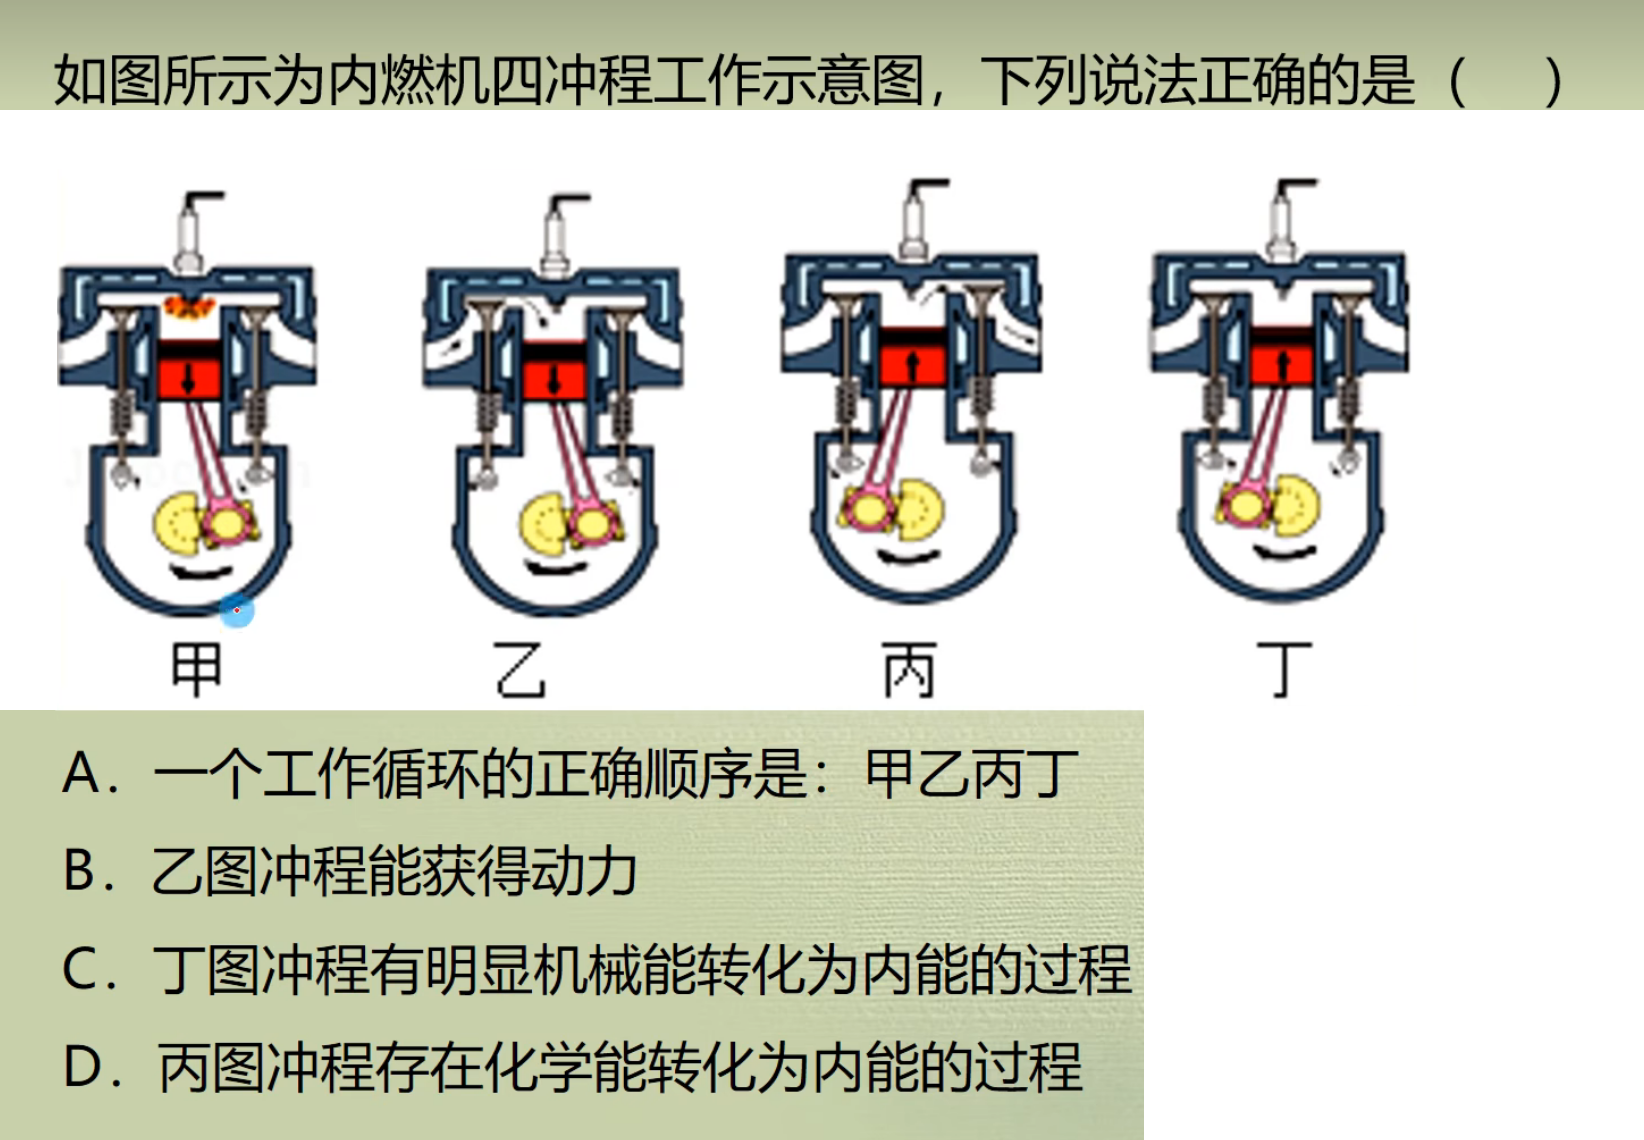 如图所示为内燃机四冲程工作示意图，下列说法正确的是（　）
甲 乙 丙 丁
A．一个工作循环的正确顺序是：甲乙丙丁
B．乙图冲程能获得动力
C．丁图冲程有明显机械能转化为内能的过程
D．丙图冲程存在化学能转化为内能的过程